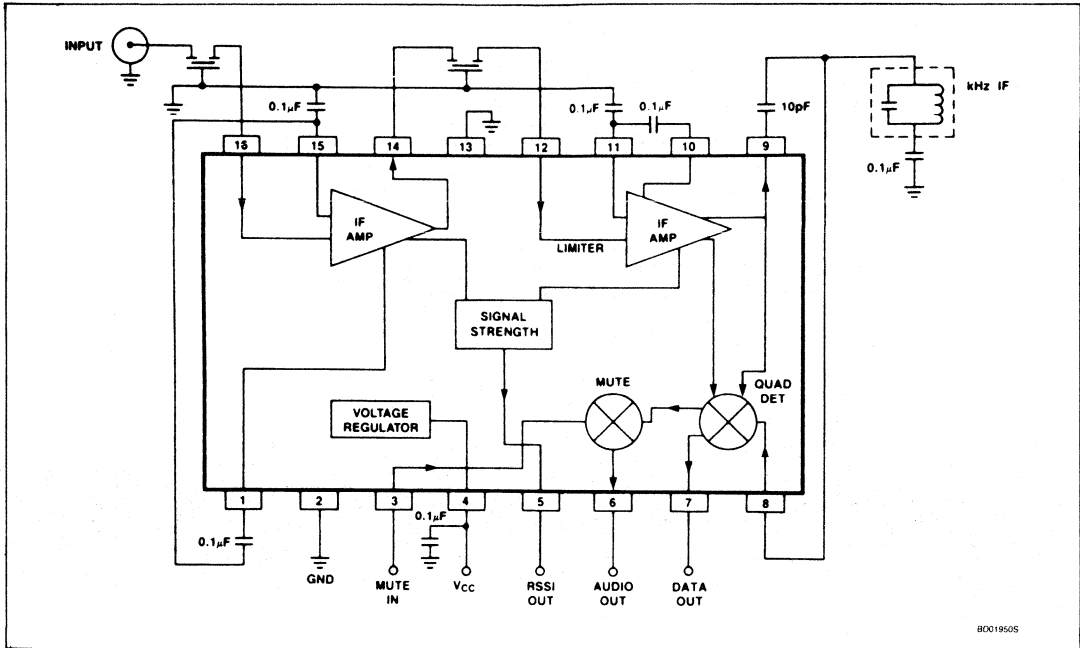 INPUT
kHz IF
0.1μF
0.1μF
0.1μF
10pF
0.1μF
16
15
14
13
12
11
10
9
IF
AMP
LIMITER
IF
AMP
SIGNAL
STRENGTH
MUTE
QUAD
DET
VOLTAGE
REGULATOR
1
2
3
4
5
6
7
8
0.1μF
0.1μF
GND
MUTE
IN
VCC
RSSI
OUT
AUDIO
OUT
DATA
OUT
BD01950S